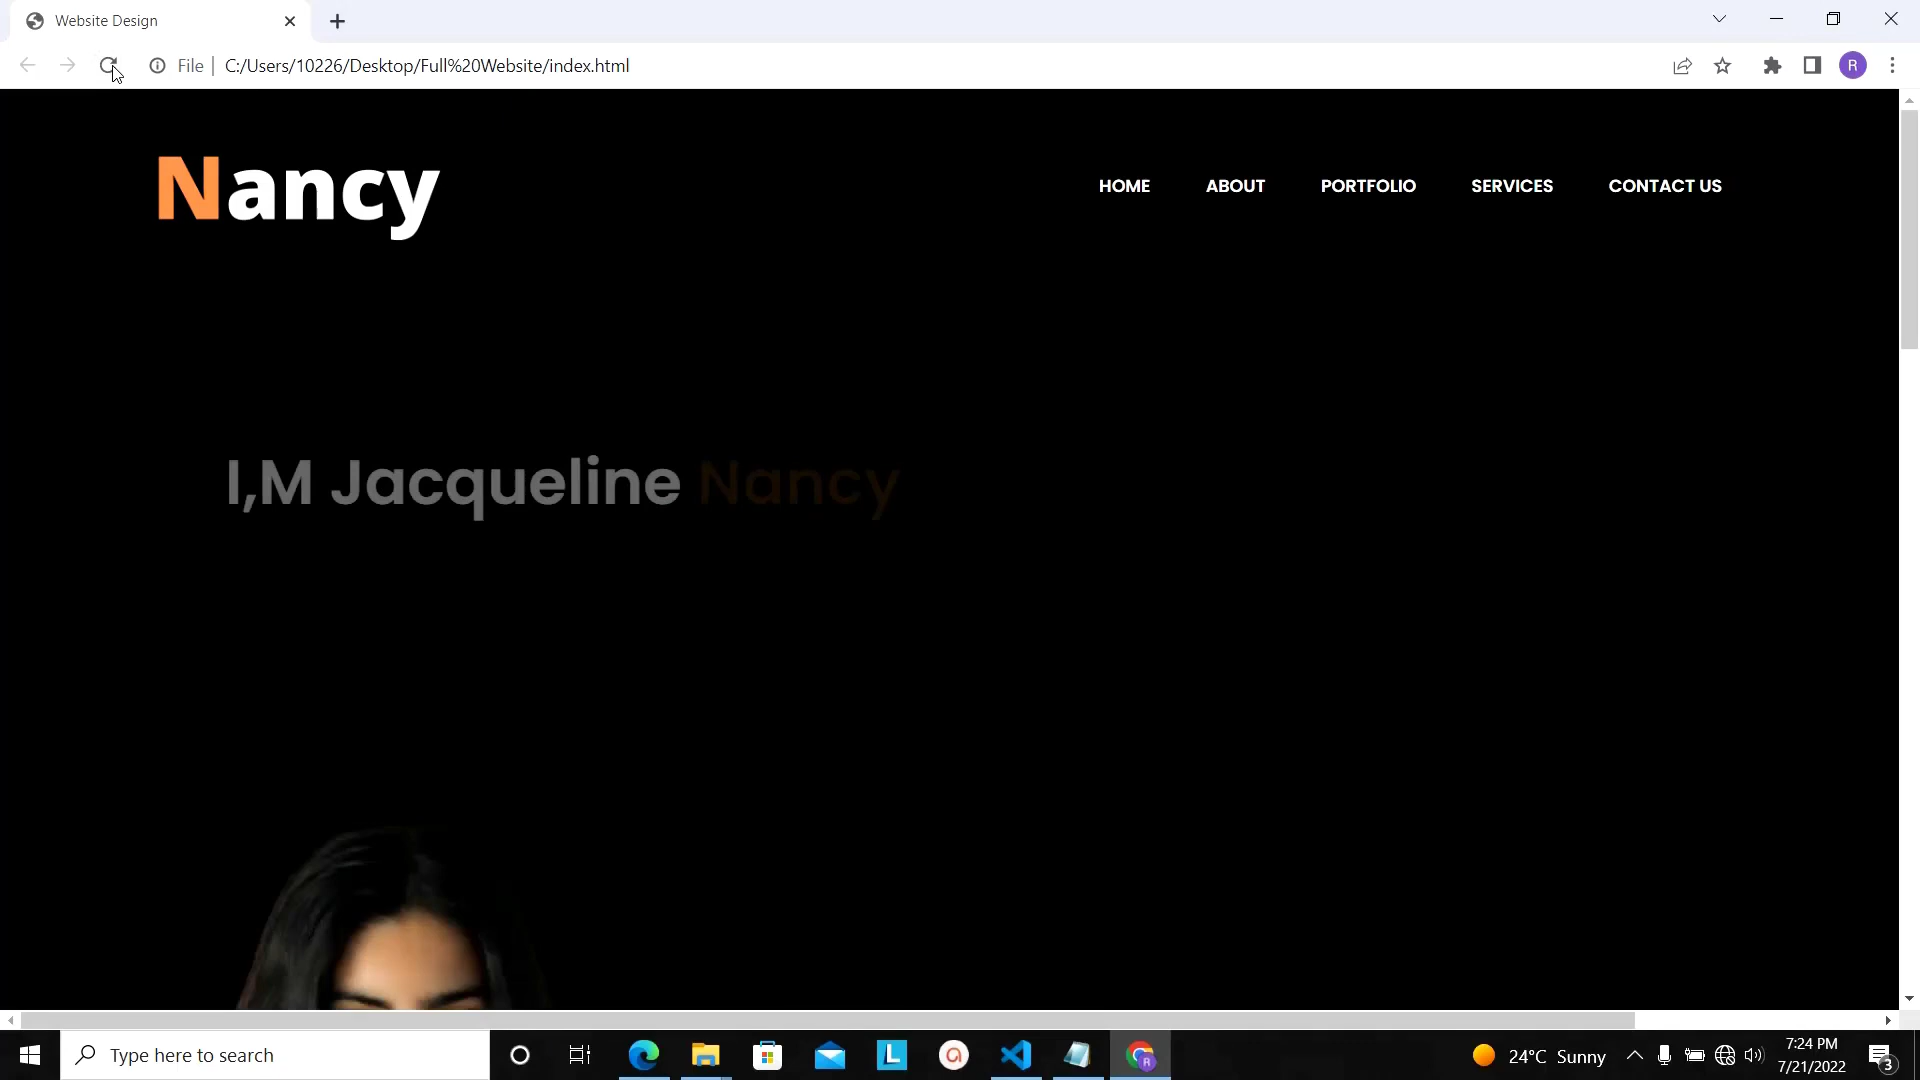 Website Design
File
C:/Users/10226/Desktop/Full%20Website/index.html
R
Nancy
HOME ABOUT PORTFOLIO SERVICES CONTACT US
I,M Jacqueline Nancy
Type here to search
L
a
R
24°C Sunny
7:24 PM
7/21/2022
3